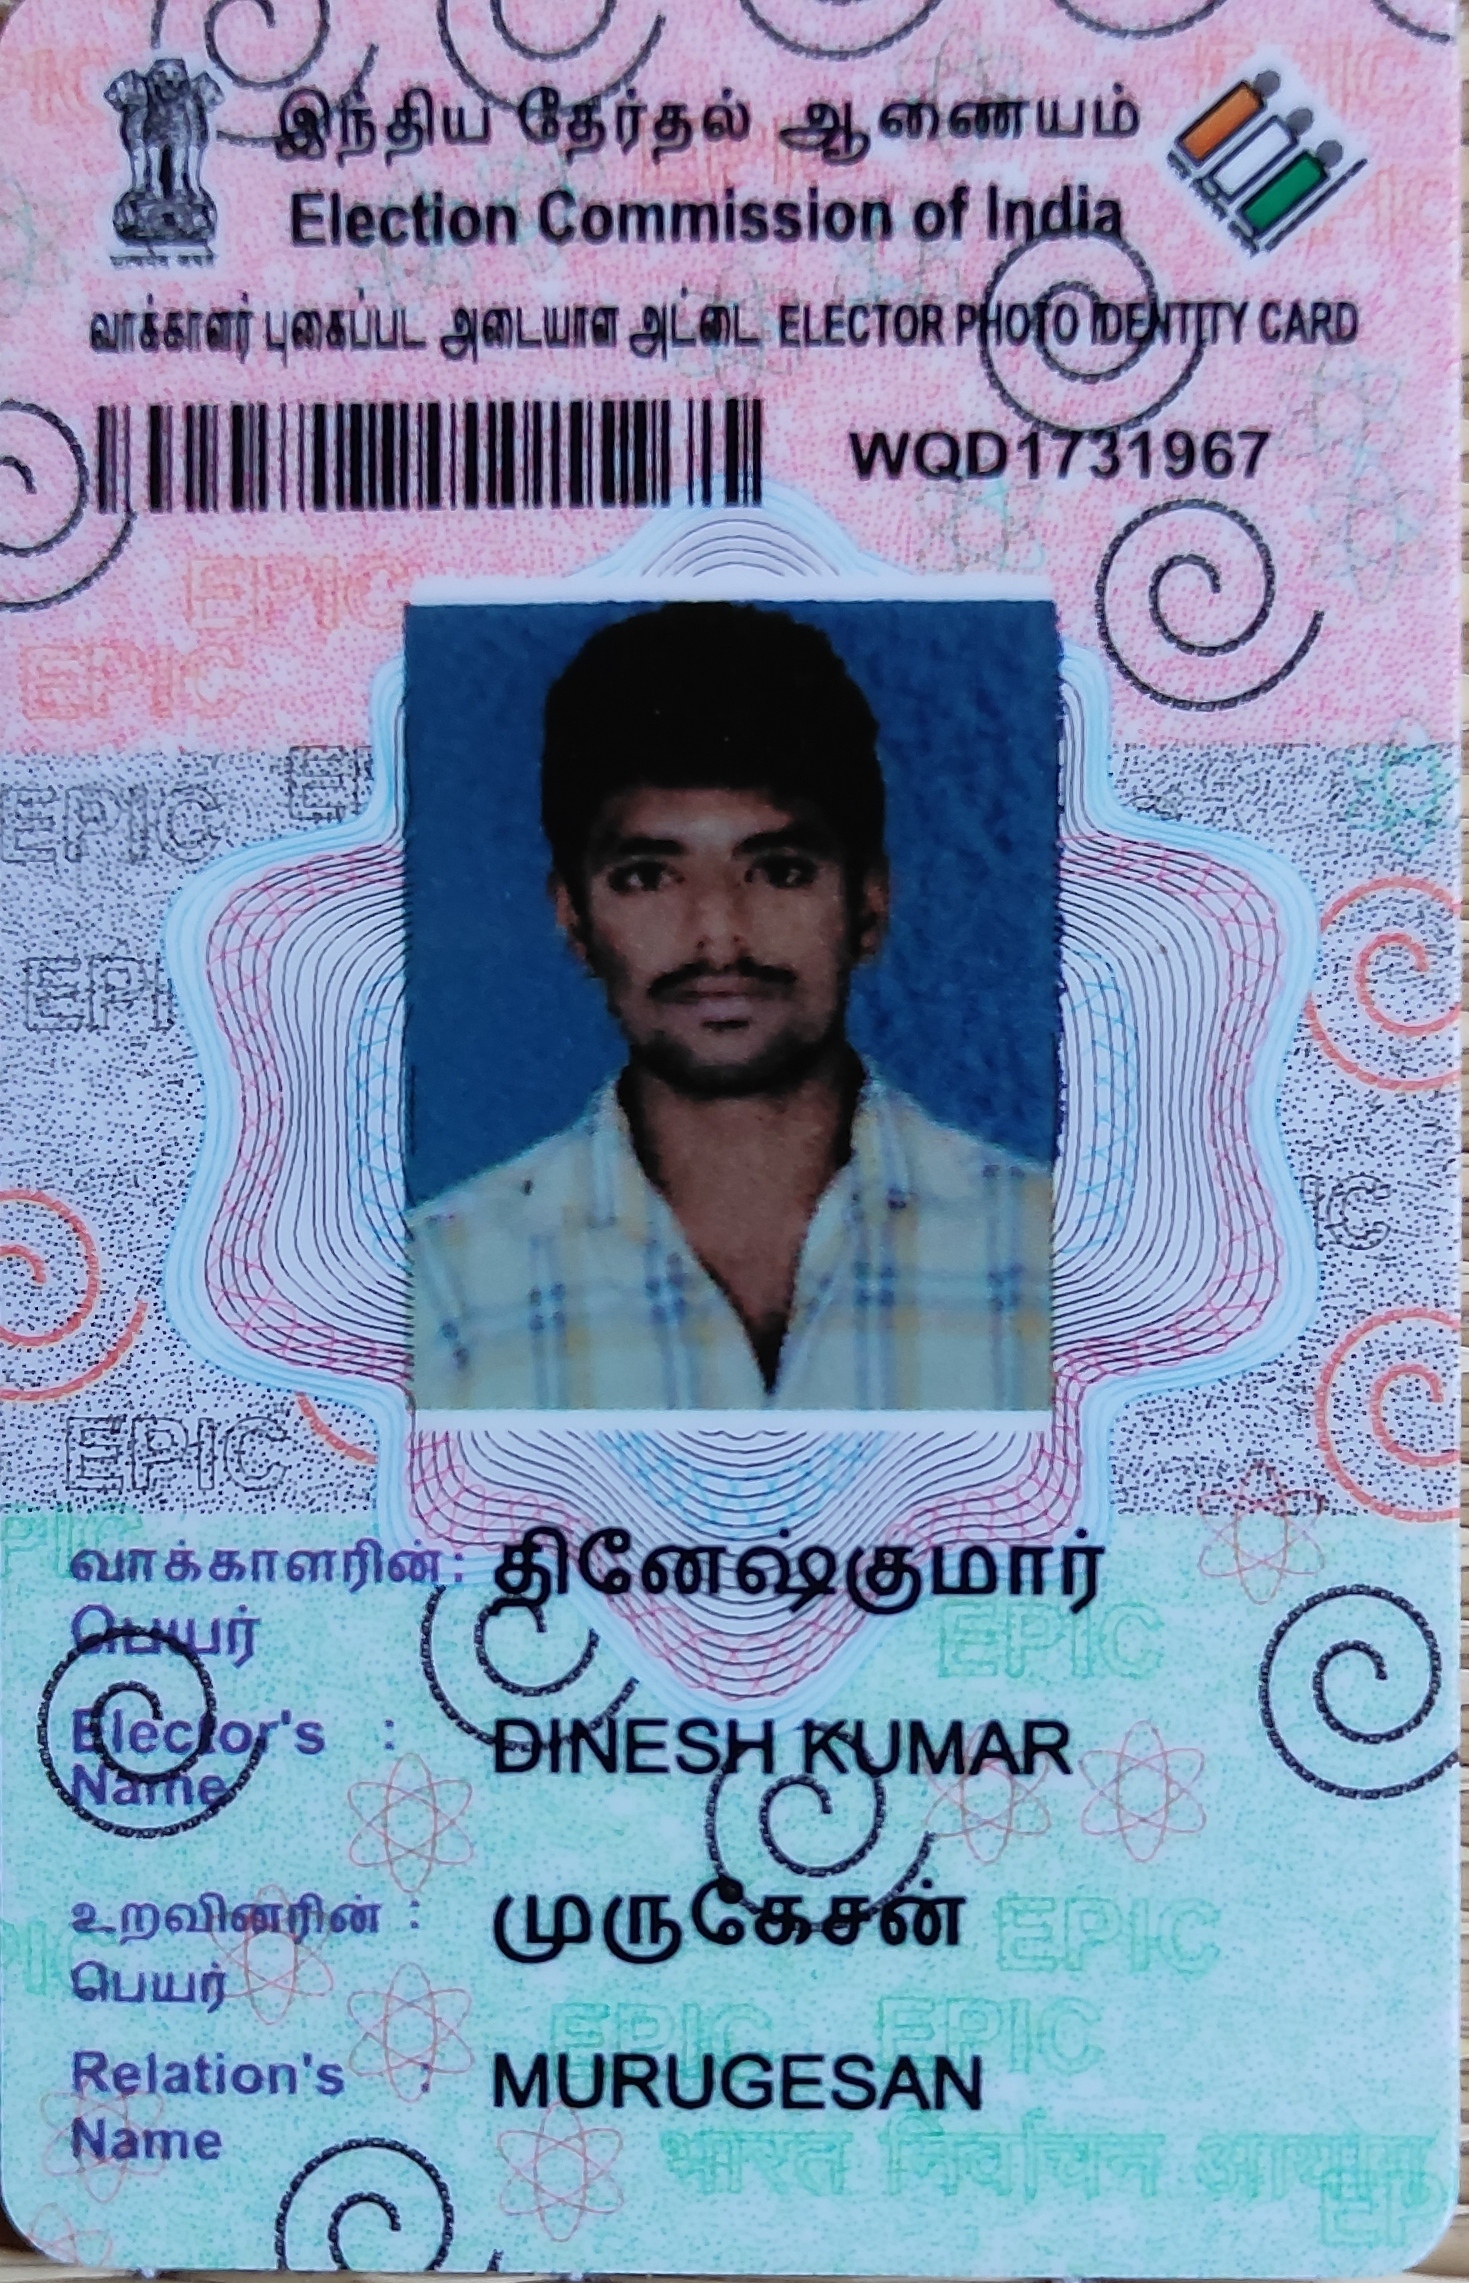 இந்திய தேர்தல் ஆணையம்
Election Commission of India
வாக்காளர் புகைப்பட அடையாள அட்டை ELECTOR PHOTO IDENTITY CARD
WQD1731967
EPIC
EPIC
EPIC
EPIC
வாக்காளரின் : தினேஷ்குமார்
பெயர்
EPIC
Elector's : DINESH KUMAR
Name
உறவினரின் : முருகேசன்
பெயர்
EPIC
EPIC EPIC
Relation's : MURUGESAN
Name
भारत निर्वाचन आयोग